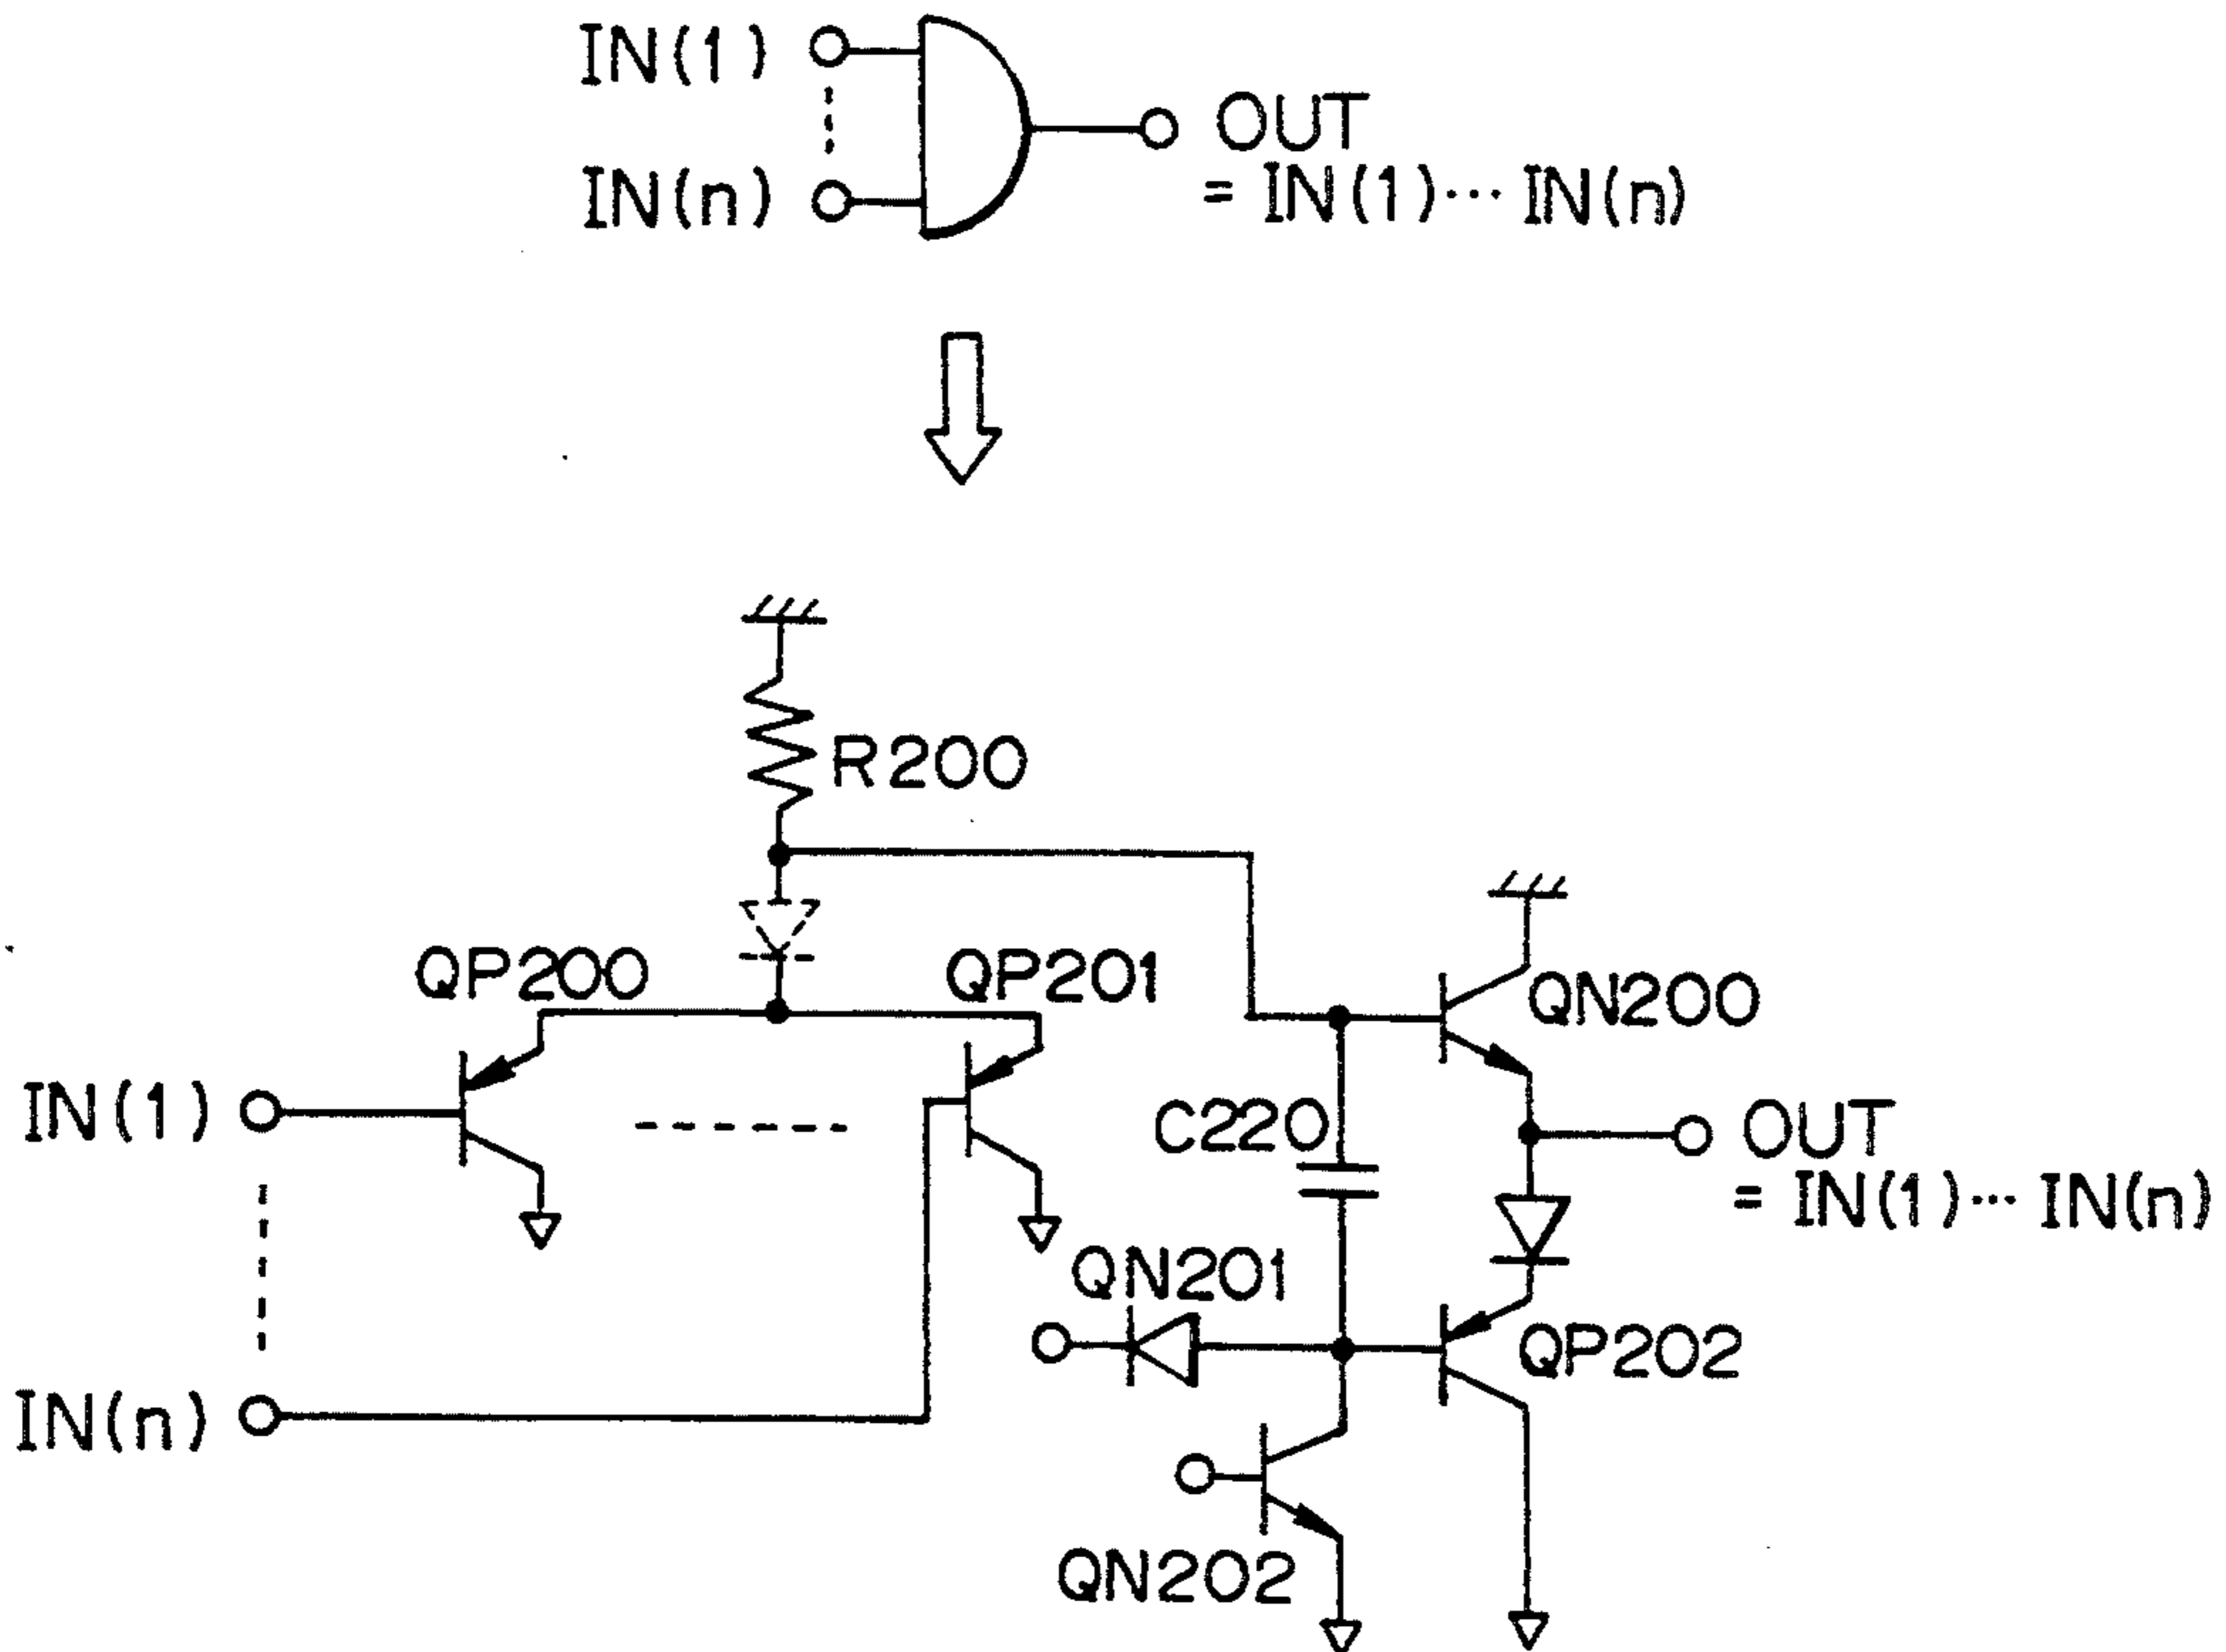 IN(1)
OUT
IN(n)
= IN(1)··· IN(n)
R200
QP200
QP201
QN200
IN(1)
C220
OUT
= IN(1)··· IN(n)
QN201
QP202
IN(n)
QN202